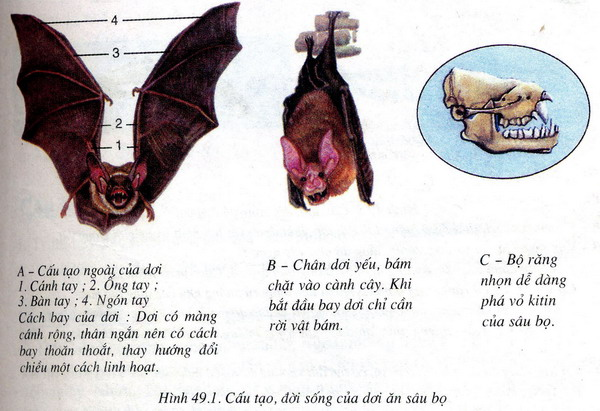 4
3
2
1
A – Cấu tạo ngoài của dơi
1. Cánh tay ; 2. Ống tay ;
3. Bàn tay ; 4. Ngón tay
Cách bay của dơi : Dơi có màng
cánh rộng, thân ngắn nên có cách
bay thoăn thoắt, thay hướng đổi
chiều một cách linh hoạt.
B – Chân dơi yếu, bám
chặt vào cành cây. Khi
bắt đầu bay dơi chỉ cần
rời vật bám.
C – Bộ răng
nhọn dễ dàng
phá vỏ kitin
của sâu bọ.
Hình 49.1. Cấu tạo, đời sống của dơi ăn sâu bọ